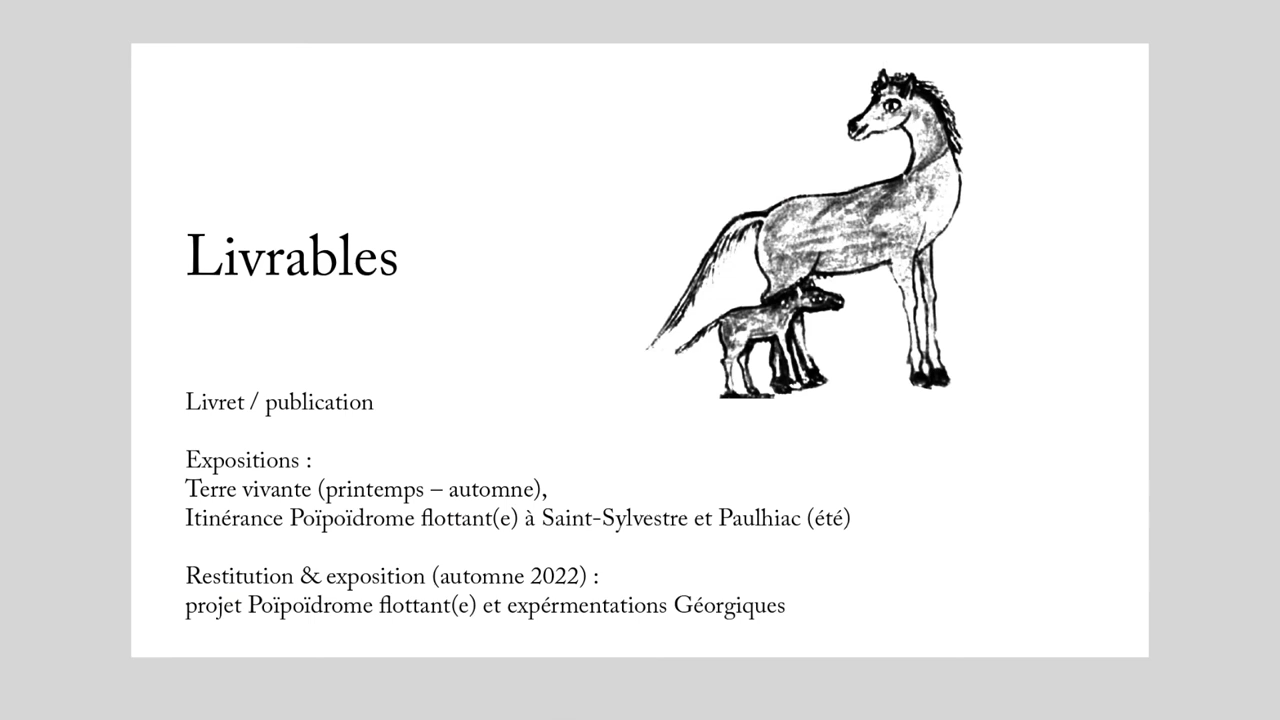 Livrables
Livret / publication
Expositions :
Terre vivante (printemps – automne),
Itinérance Poïpoïdrome flottant(e) à Saint-Sylvestre et Paulhiac (été)
Restitution & exposition (automne 2022) :
projet Poïpoïdrome flottant(e) et expérmentations Géorgiques